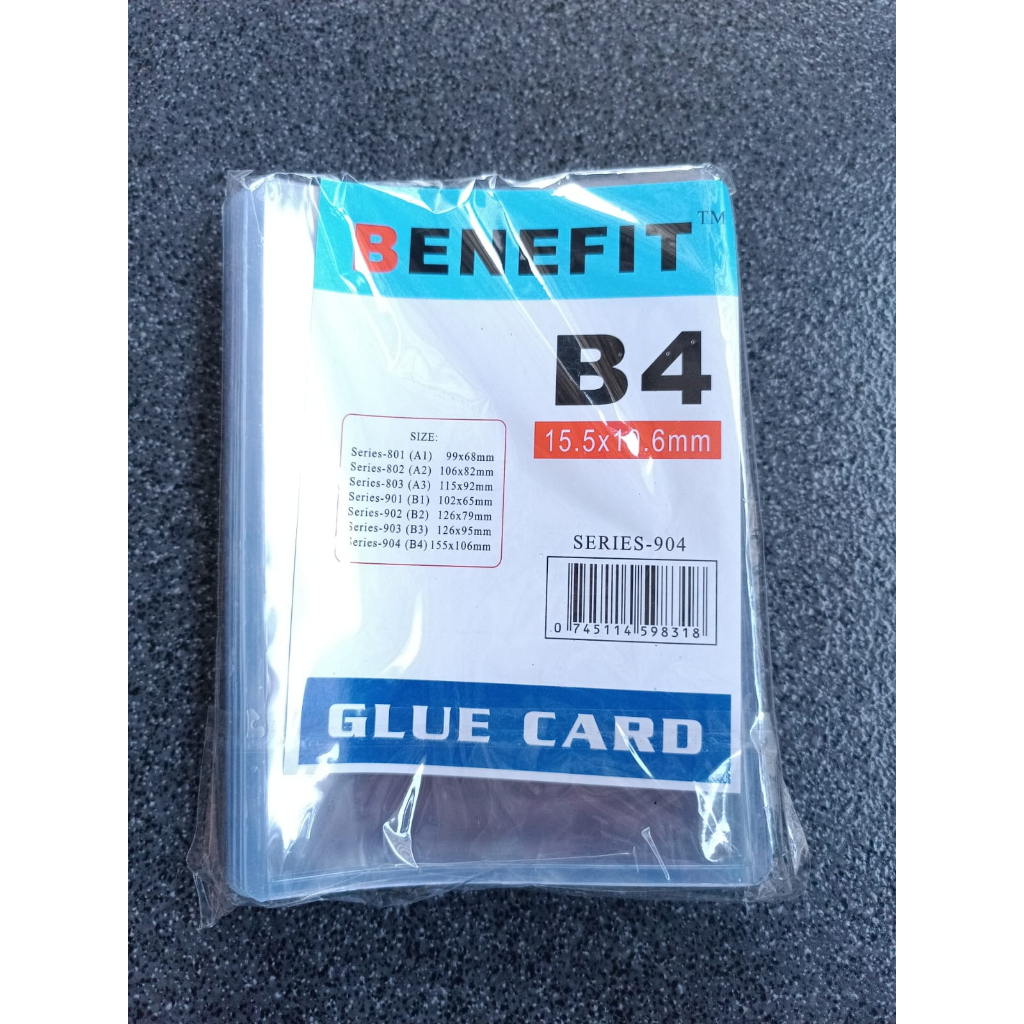 BENEFIT TM
B4
15.5x10.6mm
SIZE:
Series-801 (A1) 99x68mm
Series-802 (A2) 106x82mm
Series-803 (A3) 115x92mm
Series-901 (B1) 102x65mm
Series-902 (B2) 126x79mm
Series-903 (B3) 126x95mm
Series-904 (B4) 155x106mm
SERIES-904
0 745114 598318
GLUE CARD